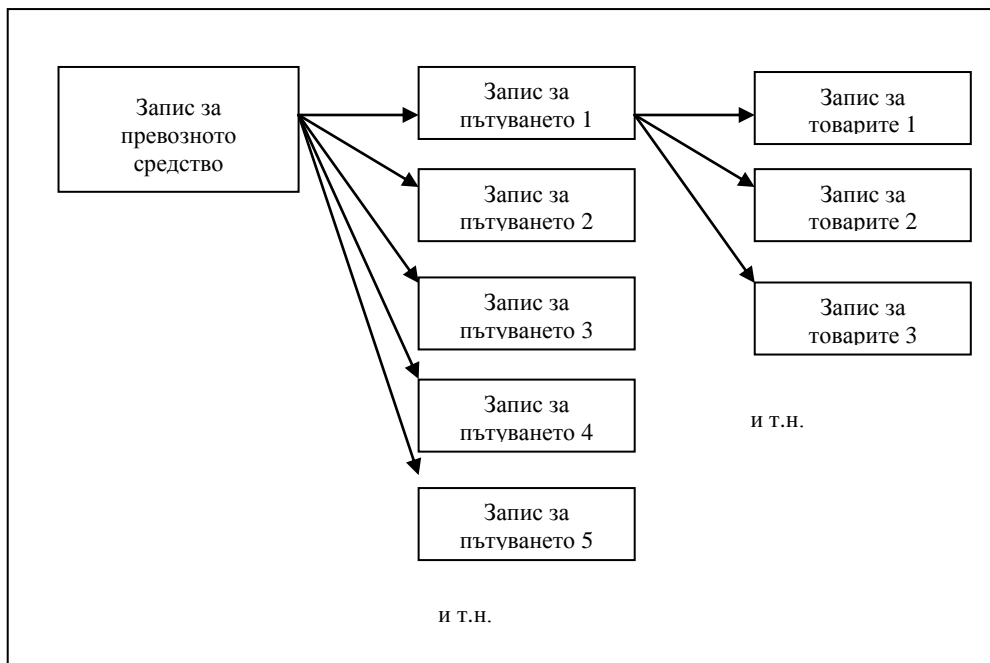 Запис за
превозното
средство
Запис за
пътуването 1
Запис за
пътуването 2
Запис за
пътуването 3
Запис за
пътуването 4
Запис за
пътуването 5
и т.н.
Запис за
товарите 1
Запис за
товарите 2
Запис за
товарите 3
и т.н.